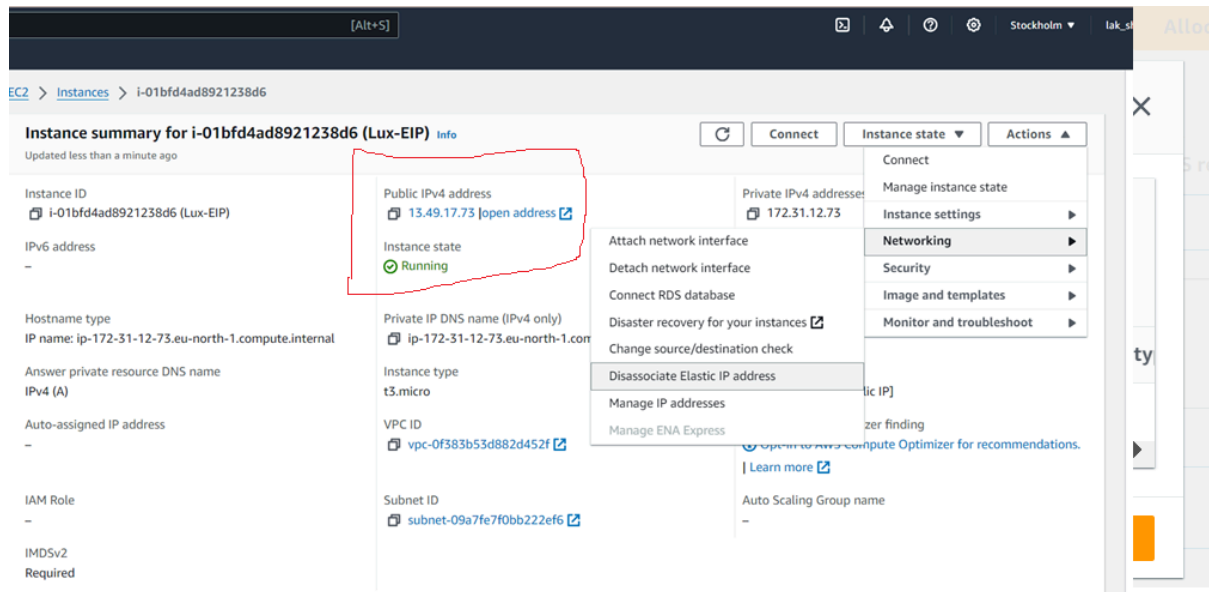 [Alt+S]
Stockholm ▼
lak_sh
Alloc
EC2 > Instances > i-01bfd4ad8921238d6
Instance summary for i-01bfd4ad8921238d6 (Lux-EIP) Info
Updated less than a minute ago
Connect
Instance state ▼
Actions ▲
Connect
Manage instance state
Instance settings ▶
Networking ▶
Security ▶
Image and templates ▶
Monitor and troubleshoot ▶
Attach network interface
Detach network interface
Connect RDS database
Disaster recovery for your instances
Change source/destination check
Disassociate Elastic IP address
Manage IP addresses
Manage ENA Express
Instance ID
i-01bfd4ad8921238d6 (Lux-EIP)
Public IPv4 address
13.49.17.73 |open address
Private IPv4 addresses
172.31.12.73
IPv6 address
–
Instance state
Running
Hostname type
IP name: ip-172-31-12-73.eu-north-1.compute.internal
Private IP DNS name (IPv4 only)
ip-172-31-12-73.eu-north-1.com
Answer private resource DNS name
IPv4 (A)
Instance type
t3.micro
lic IP]
Auto-assigned IP address
–
VPC ID
vpc-0f383b53d882d452f
zer finding
Opt-in to AWS Compute Optimizer for recommendations.
| Learn more
IAM Role
–
Subnet ID
subnet-09a7fe7f0bb222ef6
Auto Scaling Group name
–
IMDSv2
Required
ty